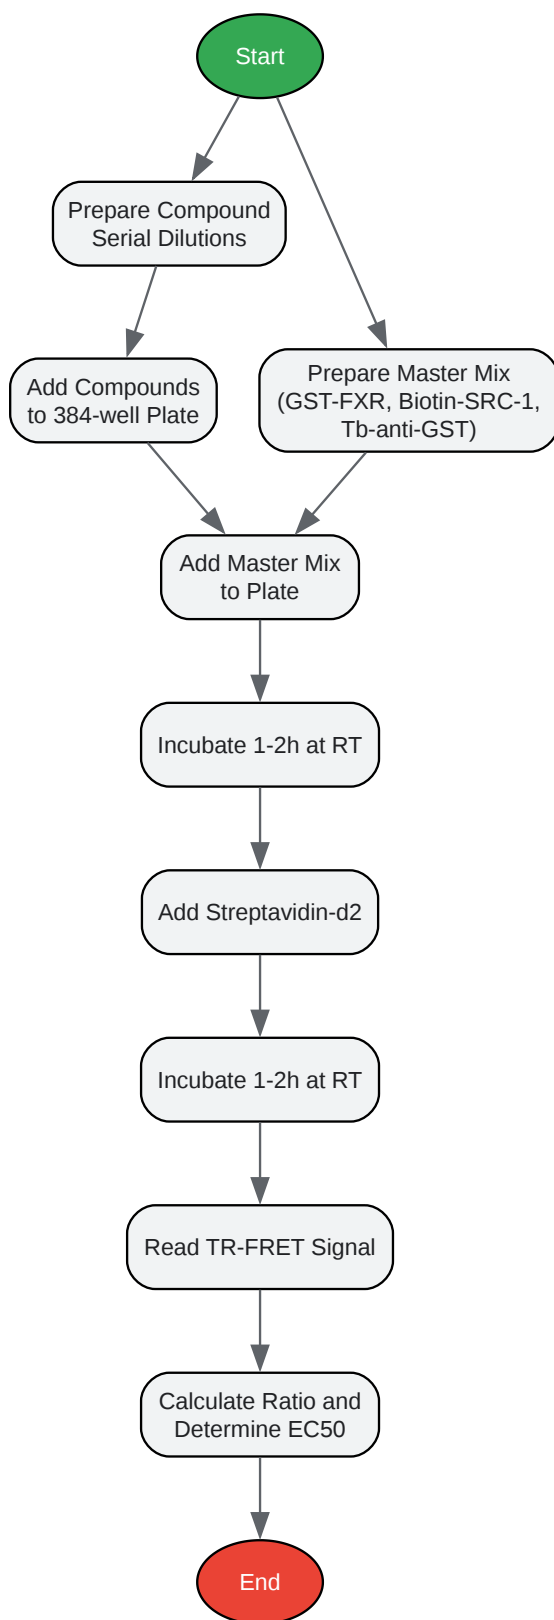 Start
Prepare Compound
Serial Dilutions
Add Compounds
to 384-well Plate
Prepare Master Mix
(GST-FXR, Biotin-SRC-1,
Tb-anti-GST)
Add Master Mix
to Plate
Incubate 1-2h at RT
Add Streptavidin-d2
Incubate 1-2h at RT
Read TR-FRET Signal
Calculate Ratio and
Determine EC50
End